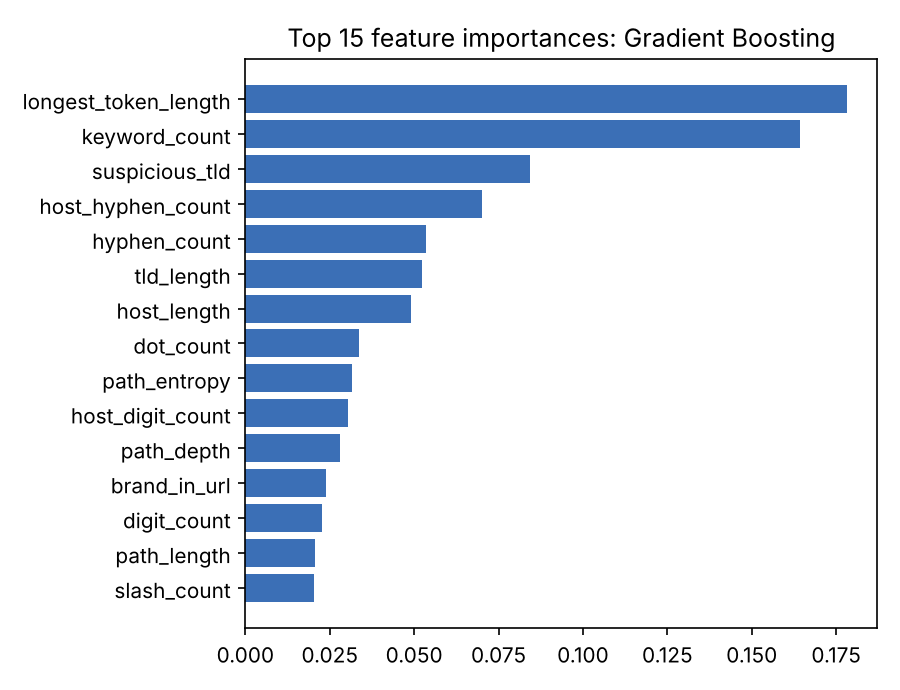 Top 15 feature importances: Gradient Boosting
longest_token_length
keyword_count
suspicious_tld
host_hyphen_count
hyphen_count
tld_length
host_length
dot_count
path_entropy
host_digit_count
path_depth
brand_in_url
digit_count
path_length
slash_count
0.000 0.025 0.050 0.075 0.100 0.125 0.150 0.175